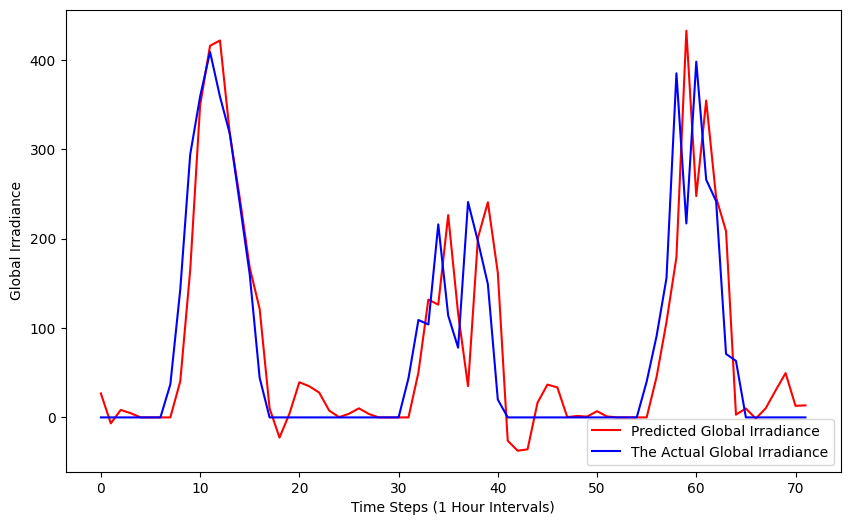 400
300
200
100
0
Global Irradiance
0 10 20 30 40 50 60 70
Time Steps (1 Hour Intervals)
Predicted Global Irradiance
The Actual Global Irradiance